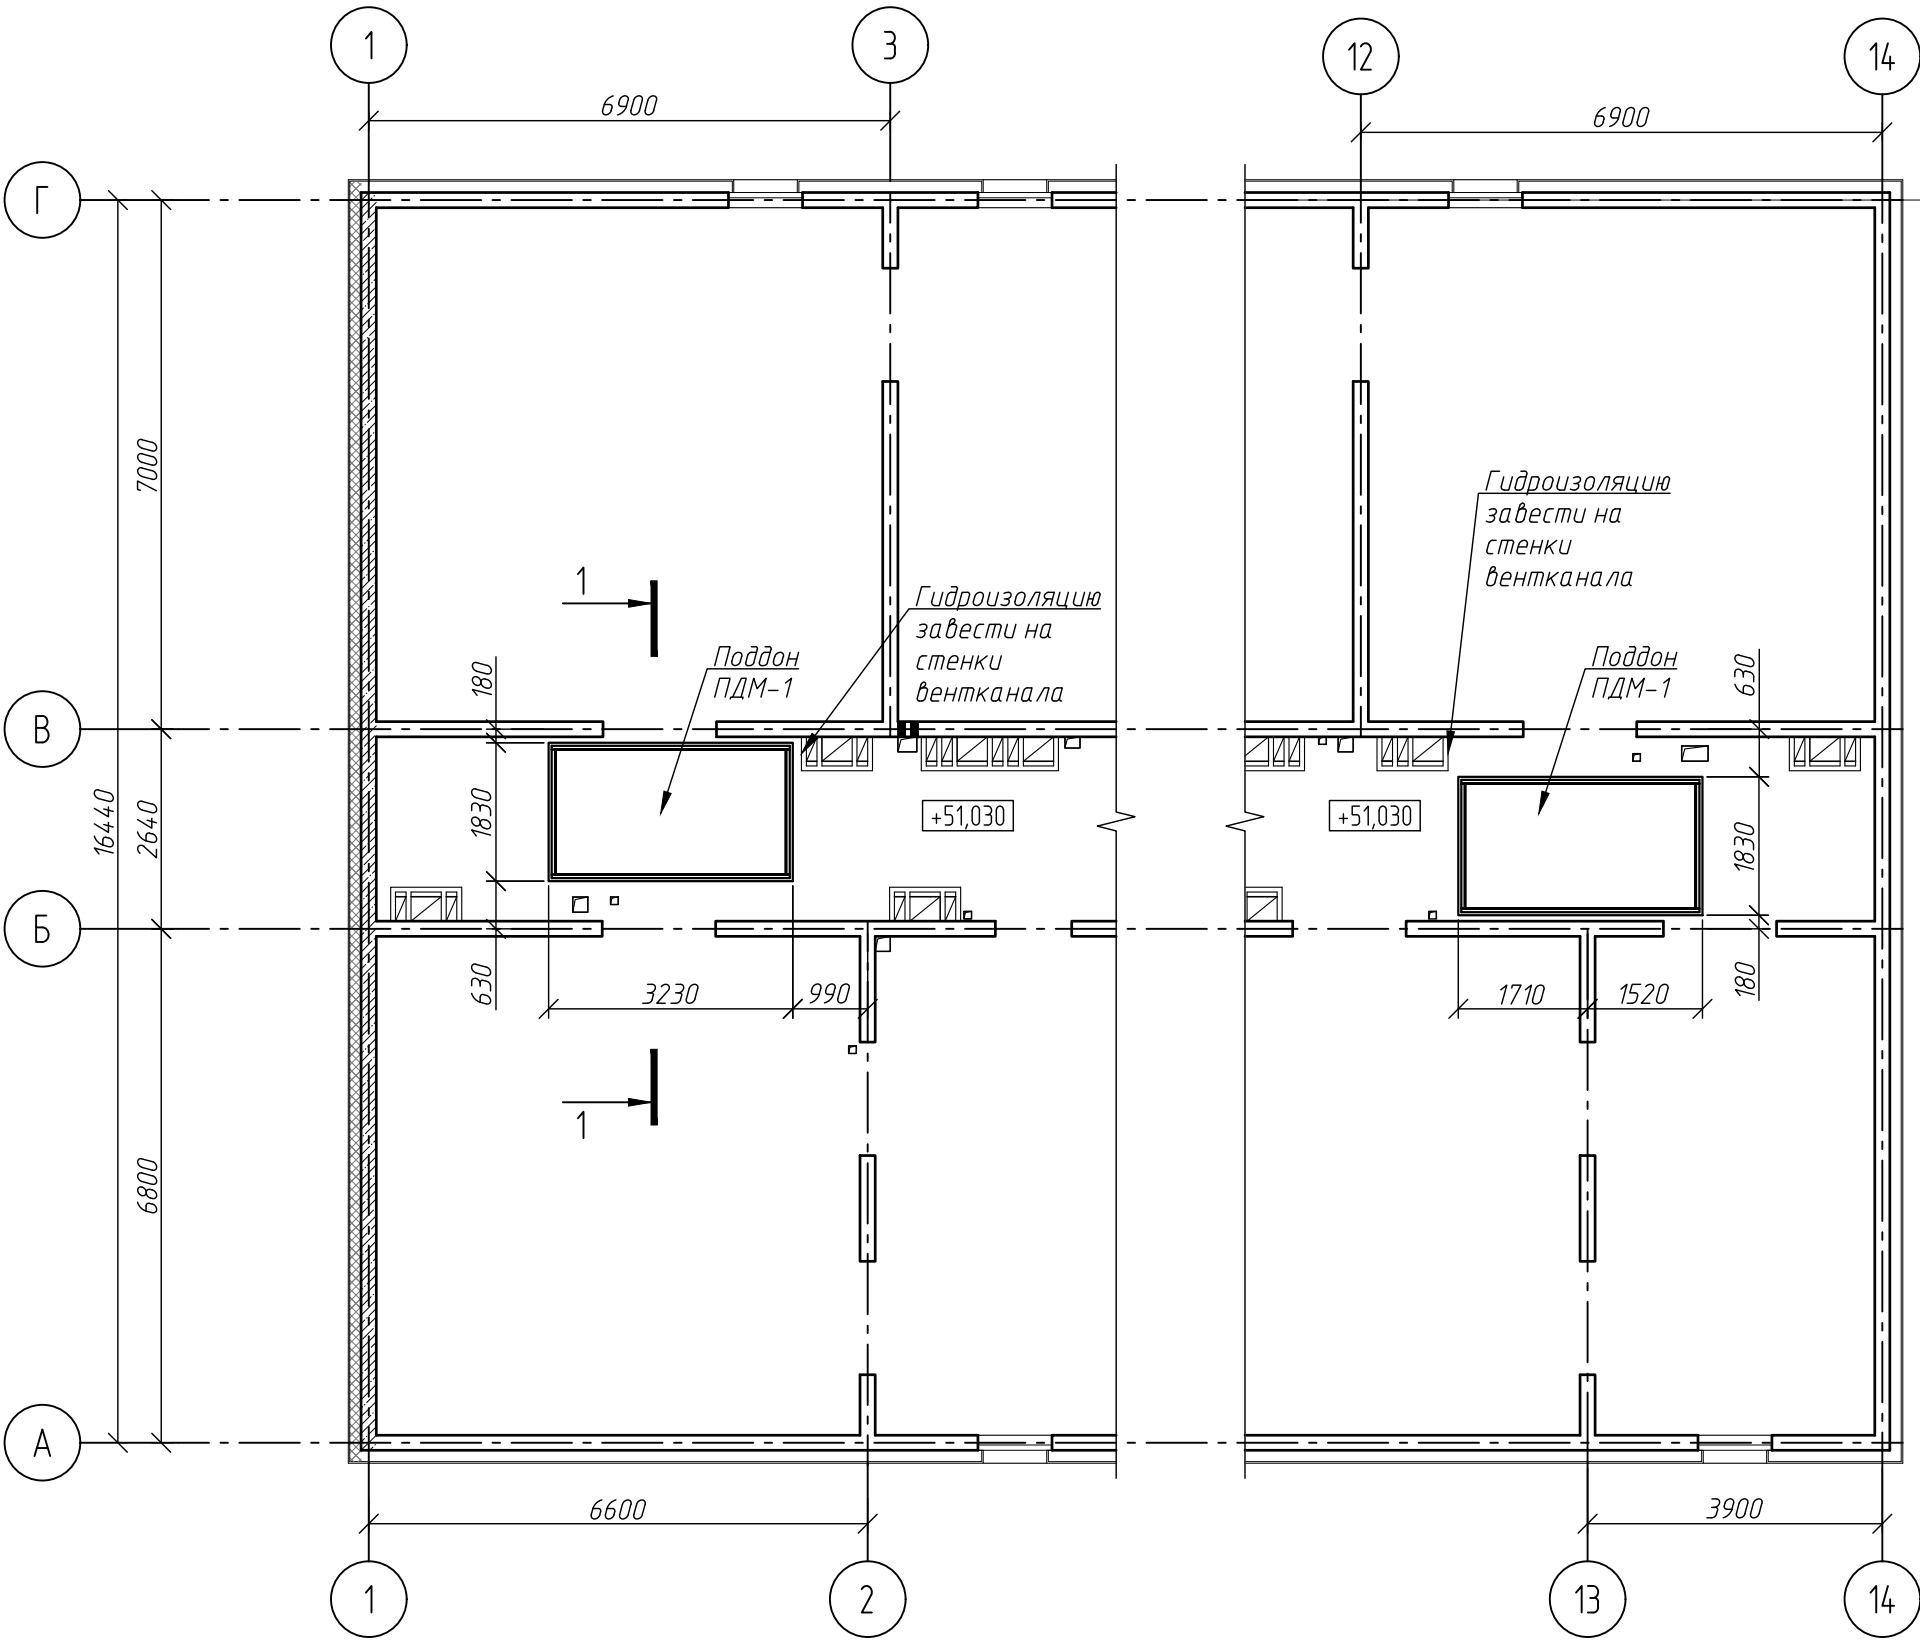 1
3
12
14
6900
6900
Г
7000
Гидроизоляцию
завести на
стенки
вентканала
1
Гидроизоляцию
завести на
стенки
вентканала
Поддон
ПДМ-1
Поддон
ПДМ-1
180
630
В
16440
2640
1830
+51,030
+51,030
1830
Б
630
3230
990
1710
1520
180
1
6800
А
6600
3900
1
2
13
14